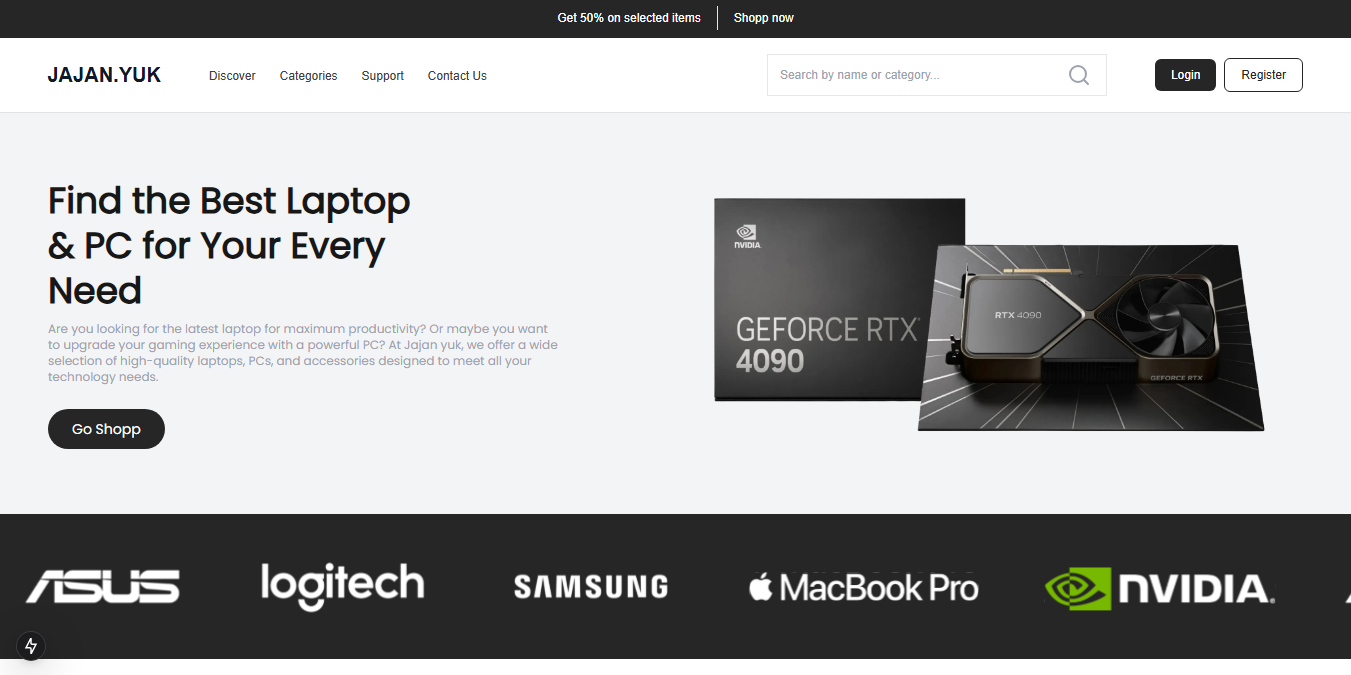 Get 50% on selected items
Shopp now
JAJAN.YUK
Discover
Categories
Support
Contact Us
Search by name or category...
Login
Register
Find the Best Laptop
& PC for Your Every
Need
Are you looking for the latest laptop for maximum productivity? Or maybe you want
to upgrade your gaming experience with a powerful PC? At Jajan yuk, we offer a wide
selection of high-quality laptops, PCs, and accessories designed to meet all your
technology needs.
Go Shopp
NVIDIA.
GEFORCE RTX
4090
RTX 4090
GEFORCE RTX
ASUS
logitech
SAMSUNG
MacBook Pro
NVIDIA.